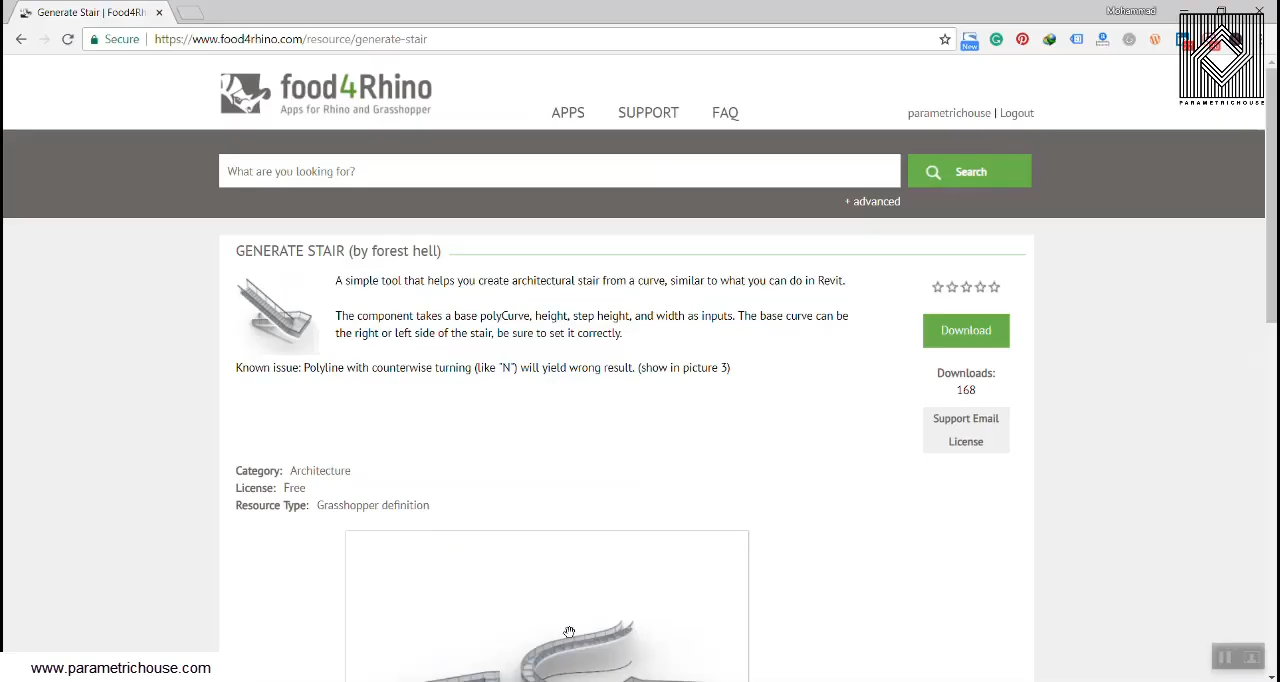 Generate Stair | Food4Rh
Mohammad
Secure
https://www.food4rhino.com/resource/generate-stair
New
PARAMETRICHOUSE
food4Rhino
Apps for Rhino and Grasshopper
APPS SUPPORT FAQ
parametrichouse | Logout
What are you looking for?
Search
+ advanced
GENERATE STAIR (by forest hell)
A simple tool that helps you create architectural stair from a curve, similar to what you can do in Revit.
The component takes a base polyCurve, height, step height, and width as inputs. The base curve can be
the right or left side of the stair, be sure to set it correctly.
Known issue: Polyline with counterwise turning (like "N") will yield wrong result. (show in picture 3)
Download
Downloads:
168
Support Email
License
Category: Architecture
License: Free
Resource Type: Grasshopper definition
www.parametrichouse.com